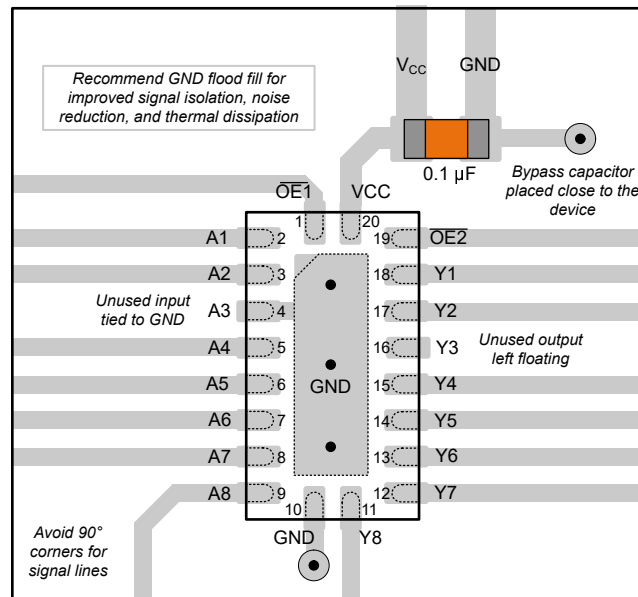 V_CC GND
Recommend GND flood fill for
improved signal isolation, noise
reduction, and thermal dissipation
0.1 µF
Bypass capacitor
placed close to the
device
O̅E̅1̅ VCC
1 20
A1 2 19 O̅E̅2̅
A2 3 18 Y1
Unused input
tied to GND
A3 4 17 Y2
A4 5 16 Y3
Unused output
left floating
A5 6 15 Y4
GND
A6 7 14 Y5
A7 8 13 Y6
A8 9 12 Y7
10 11
GND Y8
Avoid 90°
corners for
signal lines